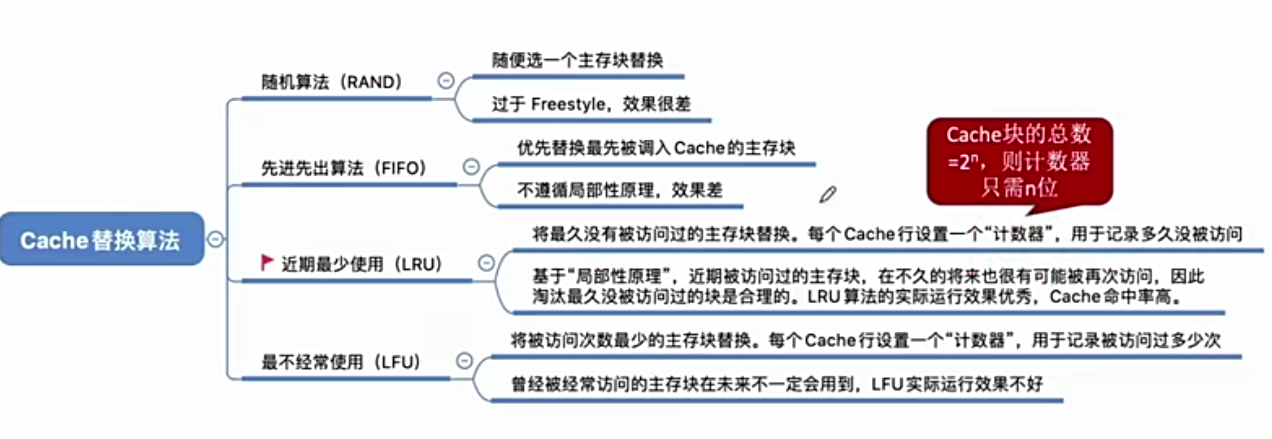 随便选一个主存块替换
随机算法（RAND）
过于 Freestyle，效果很差
优先替换最先被调入Cache的主存块
先进先出算法（FIFO）
不遵循局部性原理，效果差
Cache块的总数
=2ⁿ，则计数器
只需n位
Cache替换算法
将最久没有被访问过的主存块替换。每个Cache行设置一个“计数器”，用于记录多久没被访问
近期最少使用（LRU）
基于“局部性原理”，近期被访问过的主存块，在不久的将来也很有可能被再次访问，因此
淘汰最久没被访问过的块是合理的。LRU算法的实际运行效果优秀，Cache命中率高。
将被访问次数最少的主存块替换。每个Cache行设置一个“计数器”，用于记录被访问过多少次
最不经常使用（LFU）
曾经被经常访问的主存块在未来不一定会用到，LFU实际运行效果不好